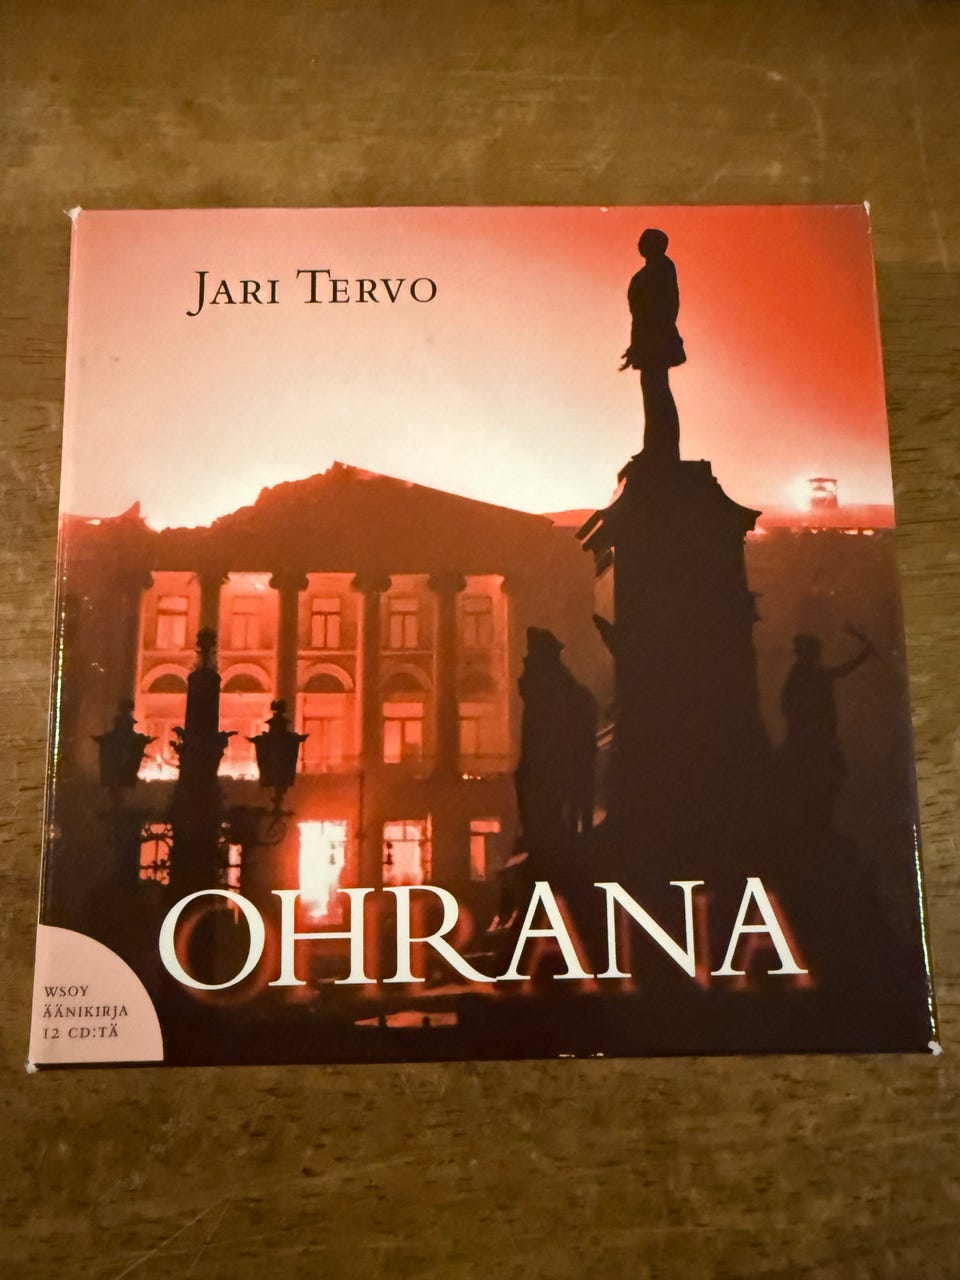 JARI TERVO
OHRANA
WSOY
ÄÄNIKIRJA
12 CD:TÄ